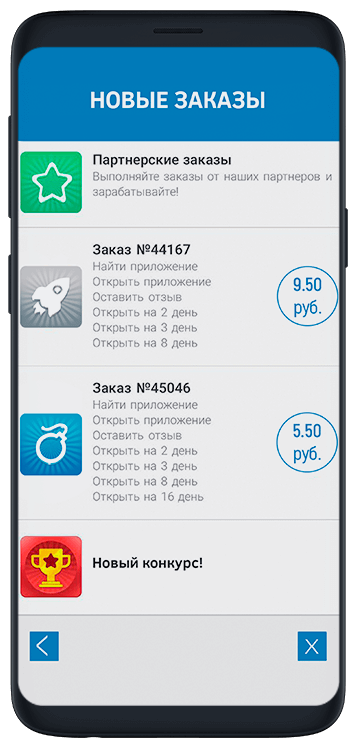 НОВЫЕ ЗАКАЗЫ
Партнерские заказы
Выполняйте заказы от наших партнеров и
зарабатывайте!
Заказ №44167
Найти приложение
Открыть приложение
Оставить отзыв
Открыть на 2 день
Открыть на 3 день
Открыть на 8 день
9.50
руб.
Заказ №45046
Найти приложение
Открыть приложение
Оставить отзыв
Открыть на 2 день
Открыть на 3 день
Открыть на 8 день
Открыть на 16 день
5.50
руб.
Новый конкурс!
< X